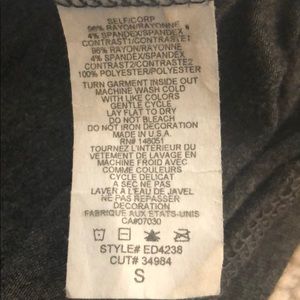 SELF/CORP
96% RAYON/RAYONNE
4% SPANDEX/SPANDEX
CONTRAST1/CONTRASTE1
96% RAYON/RAYONNE
4% SPANDEX/SPANDEX
CONTRAST2/CONTRASTE2
100% POLYESTER/POLYESTER
TURN GARMENT INSIDE OUT
MACHINE WASH COLD
WITH LIKE COLORS
GENTLE CYCLE
LAY FLAT TO DRY
DO NOT BLEACH
DO NOT IRON DECORATION
MADE IN U.S.A.
RN# 148051
TOURNEZ L'INTERIEUR DU
VETEMENT DE LAVAGE EN
MACHINE FROID AVEC
COMME COULEURS
CYCLE DELICAT
A SEC NE PAS
LAVER A L'EAU DE JAVEL
NE PAS REPASSER
DECORATION
FABRIQUE AUX ETATS-UNIS
CA#07030
STYLE# ED4238
CUT# 34984
S